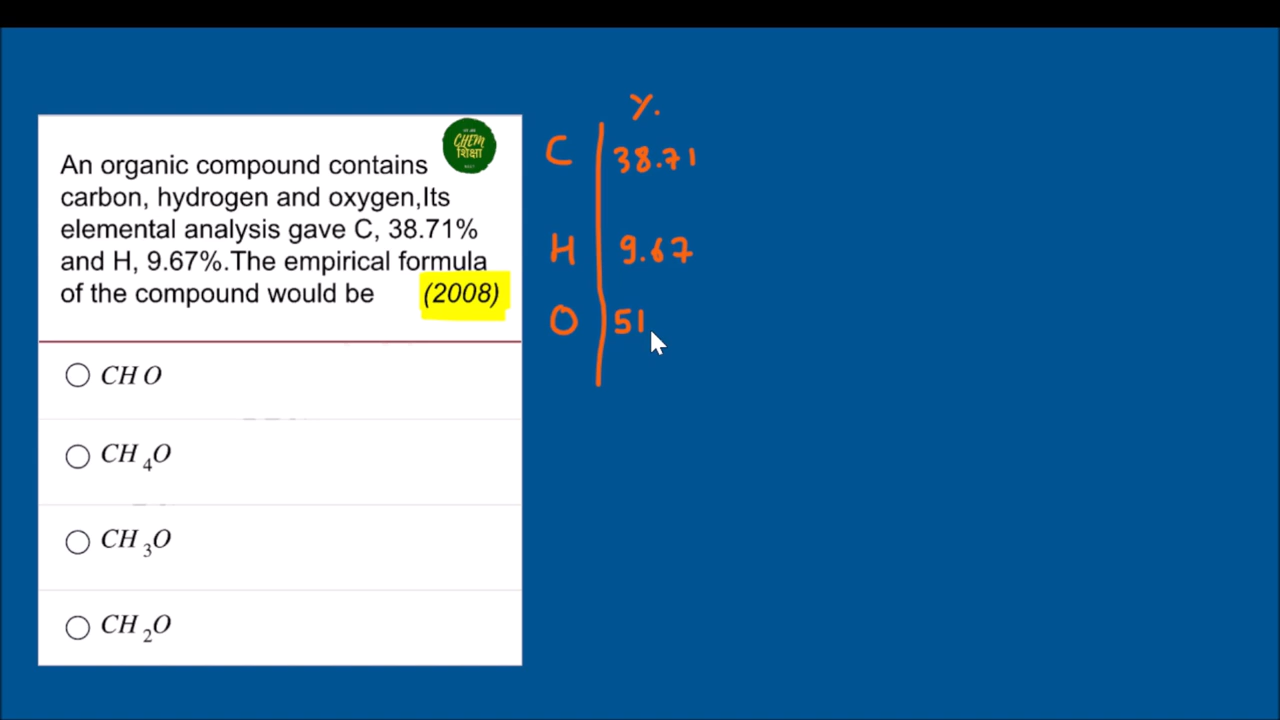 An organic compound contains
carbon, hydrogen and oxygen,Its
elemental analysis gave C, 38.71%
and H, 9.67%.The empirical formula
of the compound would be (2008)
CHEM
शिक्षा
CHO
CH4O
CH3O
CH2O
%.
C 38.71
H 9.67
O 51